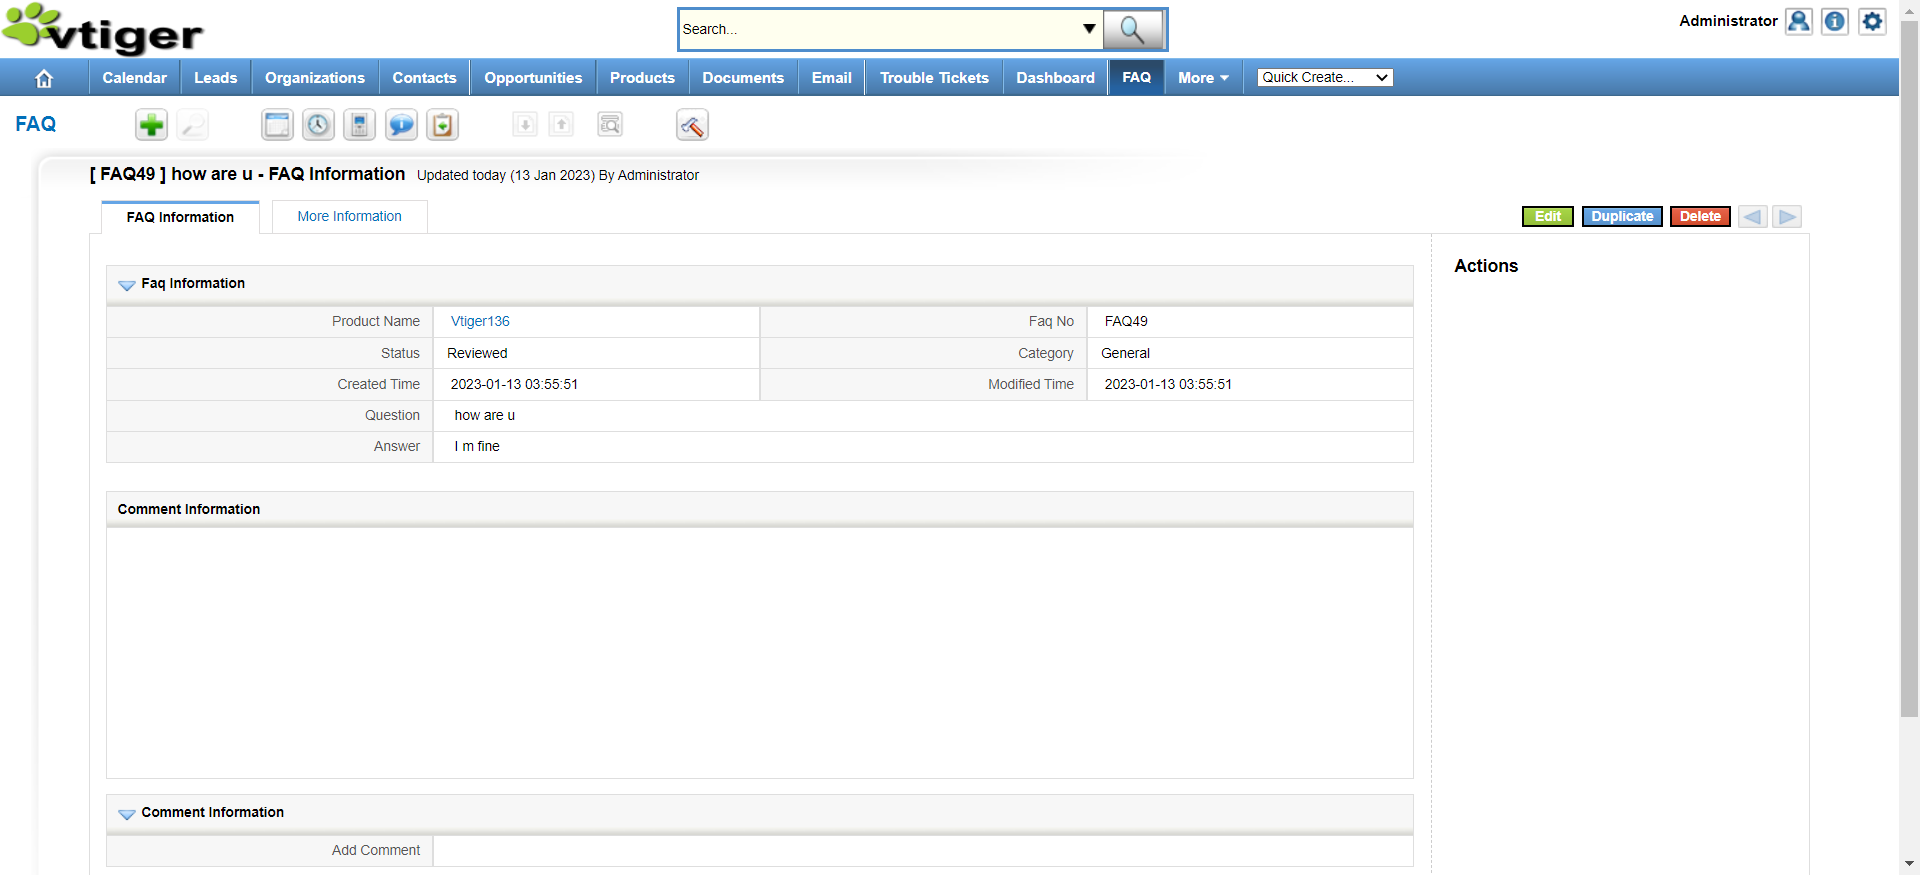 vtiger
Search...
Administrator
Calendar Leads Organizations Contacts Opportunities Products Documents Email Trouble Tickets Dashboard FAQ More Quick Create...
FAQ
[ FAQ49 ] how are u - FAQ Information Updated today (13 Jan 2023) By Administrator
FAQ Information More Information Edit Duplicate Delete
Actions
Faq Information
Product Name Vtiger136 Faq No FAQ49
Status Reviewed Category General
Created Time 2023-01-13 03:55:51 Modified Time 2023-01-13 03:55:51
Question how are u
Answer I m fine
Comment Information
Comment Information
Add Comment